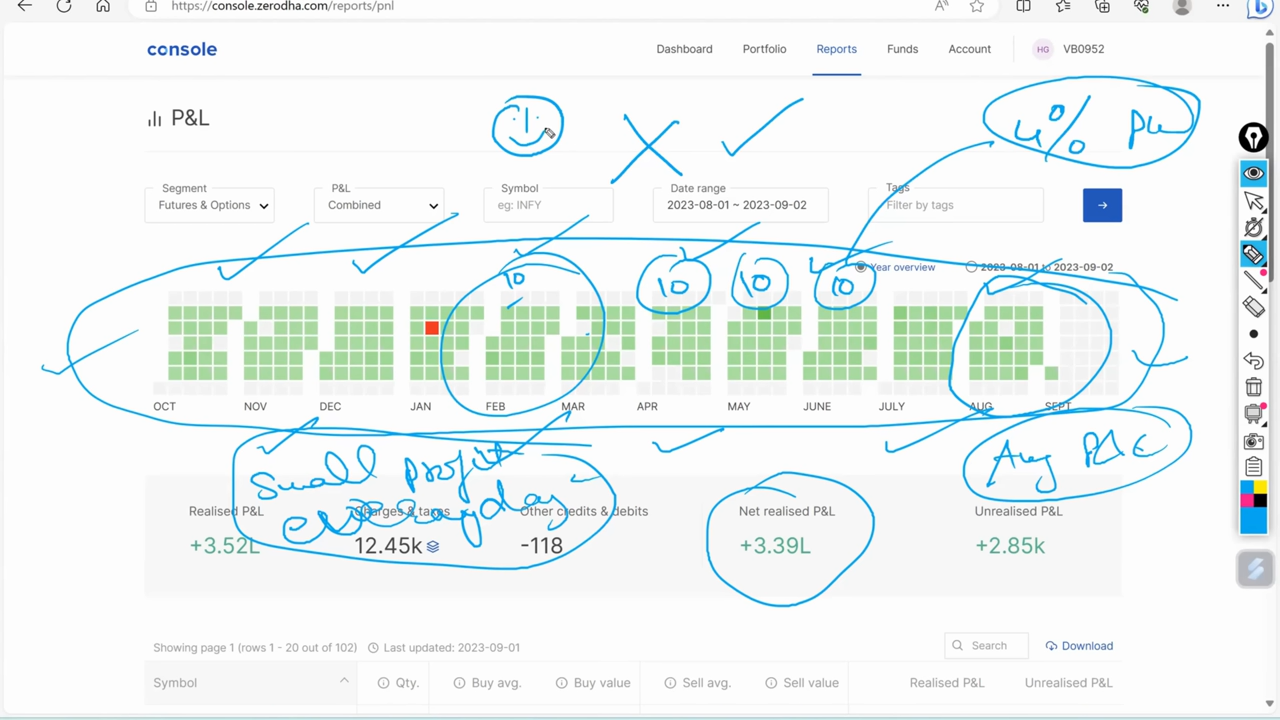 https://console.zerodha.com/reports/pnl
console
Dashboard Portfolio Reports Funds Account HG VB0952
P&L
4% pw
Segment P&L Symbol Date range Tags
Futures & Options Combined eg: INFY 2023-08-01 ~ 2023-09-02 Filter by tags
Year overview 2023-08-01 to 2023-09-02
10 10 10 10
OCT NOV DEC JAN FEB MAR APR MAY JUNE JULY AUG SEPT
Small profit
everyday
Aug P&L
Realised P&L Charges & taxes Other credits & debits Net realised P&L Unrealised P&L
+3.52L 12.45k -118 +3.39L +2.85k
Showing page 1 (rows 1 - 20 out of 102) Last updated: 2023-09-01 Search Download
Symbol Qty. Buy avg. Buy value Sell avg. Sell value Realised P&L Unrealised P&L